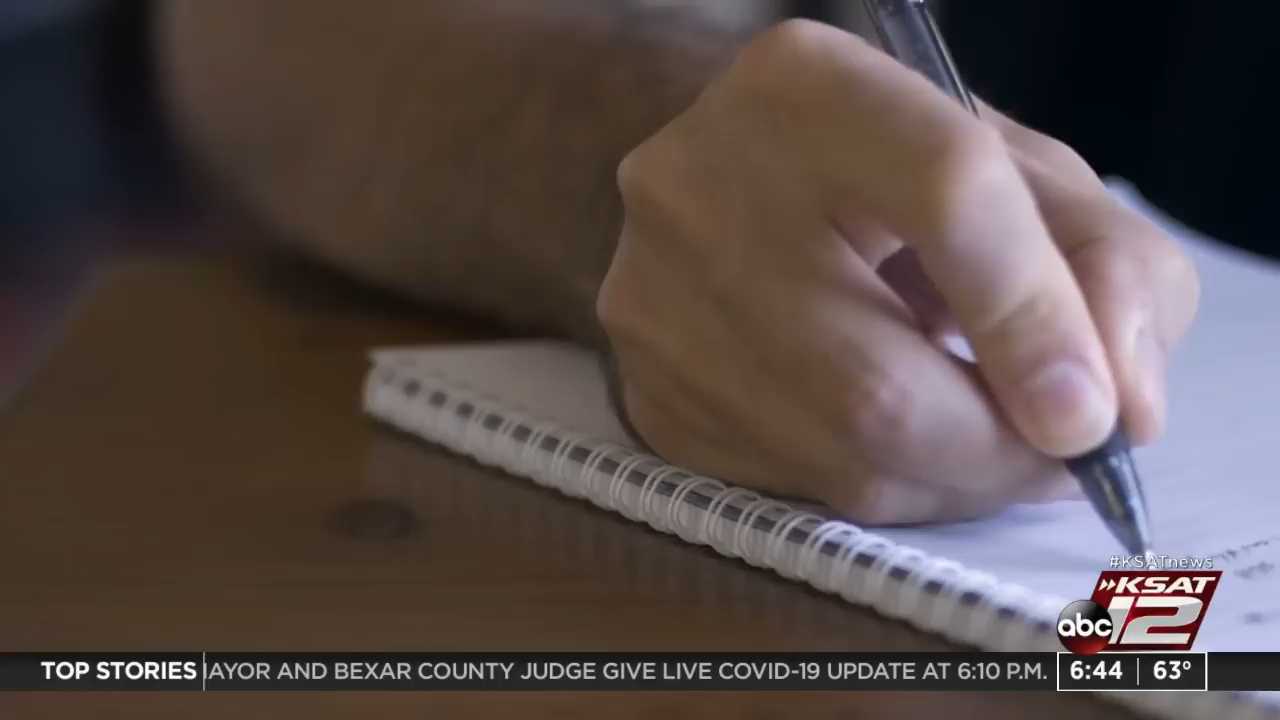 #KSATnews
KSAT
abc 12
TOP STORIES AYOR AND BEXAR COUNTY JUDGE GIVE LIVE COVID-19 UPDATE AT 6:10 P.M. 6:44 63°